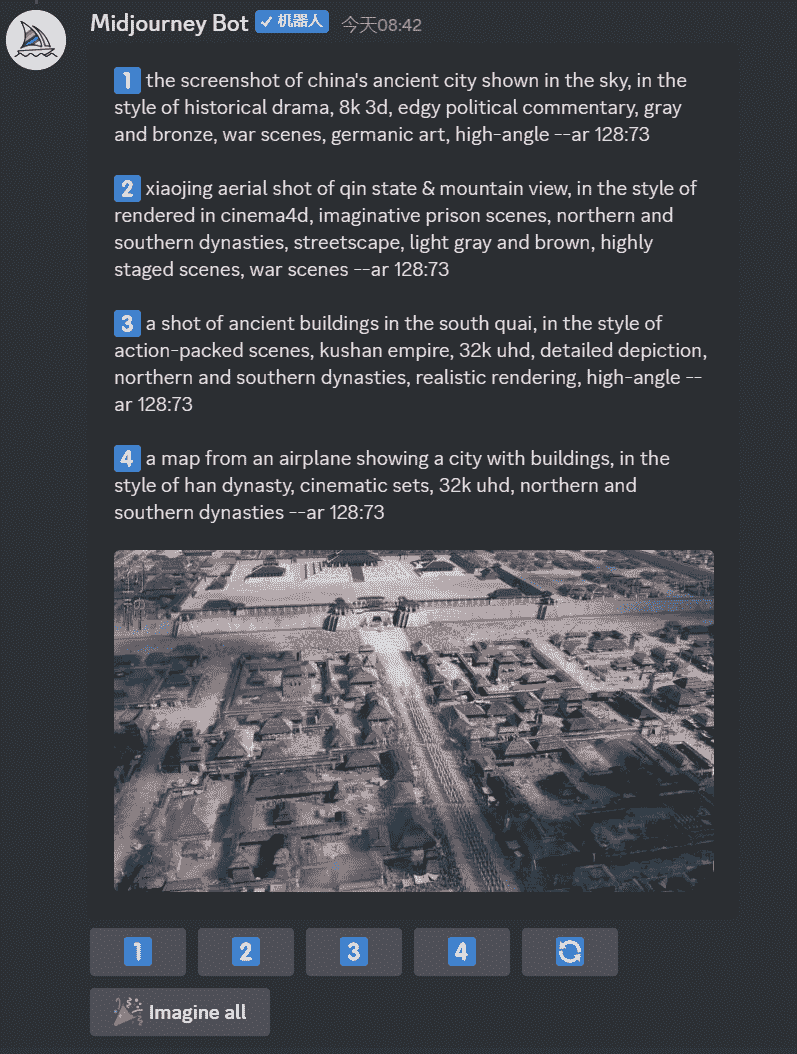 Midjourney Bot ✓ 机器人 今天08:42
1 the screenshot of china's ancient city shown in the sky, in the
style of historical drama, 8k 3d, edgy political commentary, gray
and bronze, war scenes, germanic art, high-angle --ar 128:73
2 xiaojing aerial shot of qin state & mountain view, in the style of
rendered in cinema4d, imaginative prison scenes, northern and
southern dynasties, streetscape, light gray and brown, highly
staged scenes, war scenes --ar 128:73
3 a shot of ancient buildings in the south quai, in the style of
action-packed scenes, kushan empire, 32k uhd, detailed depiction,
northern and southern dynasties, realistic rendering, high-angle --
ar 128:73
4 a map from an airplane showing a city with buildings, in the
style of han dynasty, cinematic sets, 32k uhd, northern and
southern dynasties --ar 128:73
1 2 3 4
Imagine all